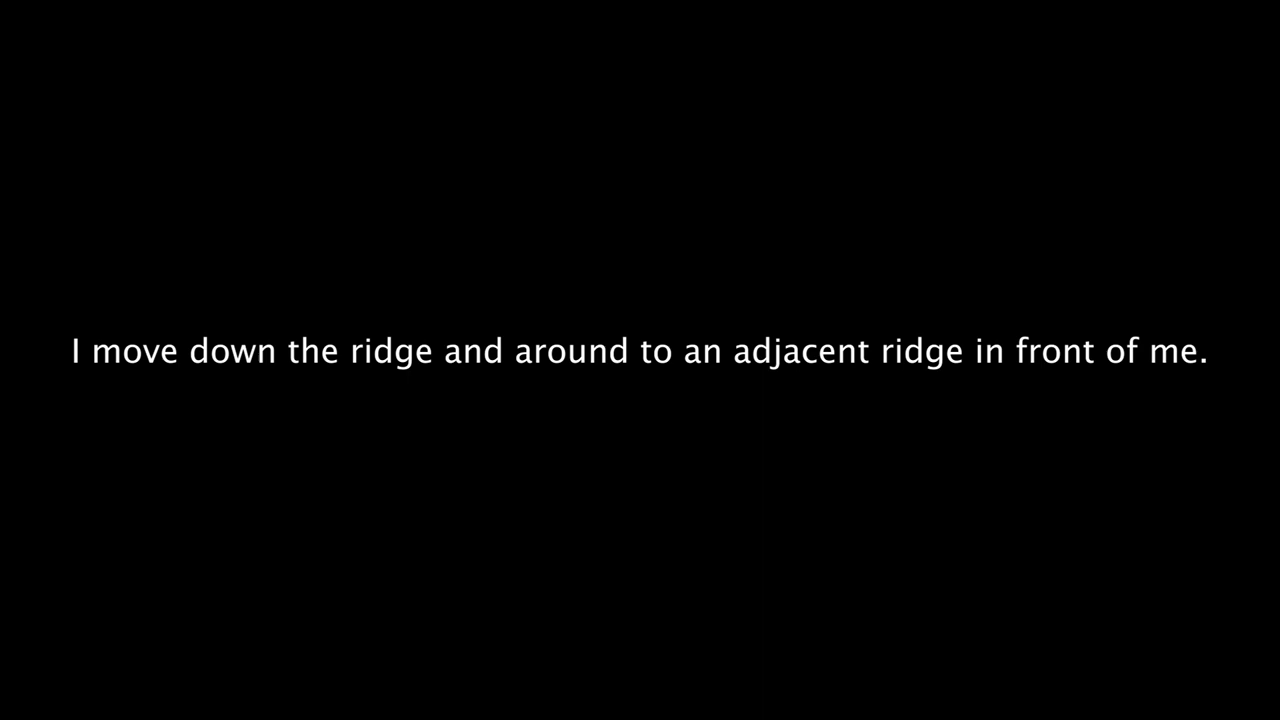 I move down the ridge and around to an adjacent ridge in front of me.